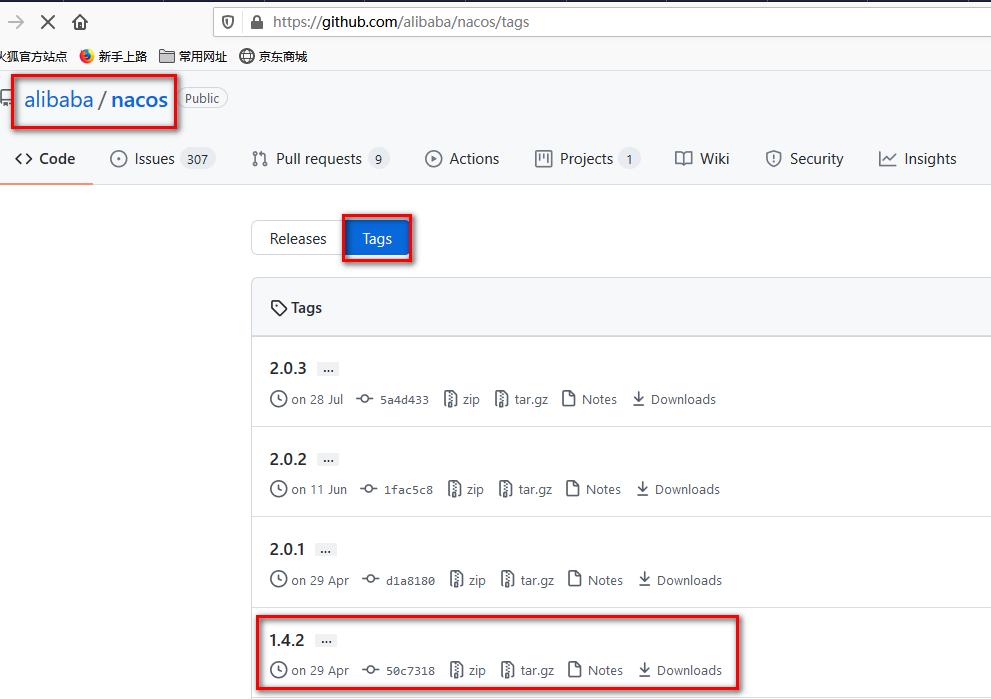 https://github.com/alibaba/nacos/tags
火狐官方站点 新手上路 常用网址 京东商城
alibaba / nacos Public
Code Issues 307 Pull requests 9 Actions Projects 1 Wiki Security Insights
Releases Tags
Tags
2.0.3 ...
on 28 Jul 5a4d433 zip tar.gz Notes Downloads
2.0.2 ...
on 11 Jun 1fac5c8 zip tar.gz Notes Downloads
2.0.1 ...
on 29 Apr d1a8180 zip tar.gz Notes Downloads
1.4.2 ...
on 29 Apr 50c7318 zip tar.gz Notes Downloads